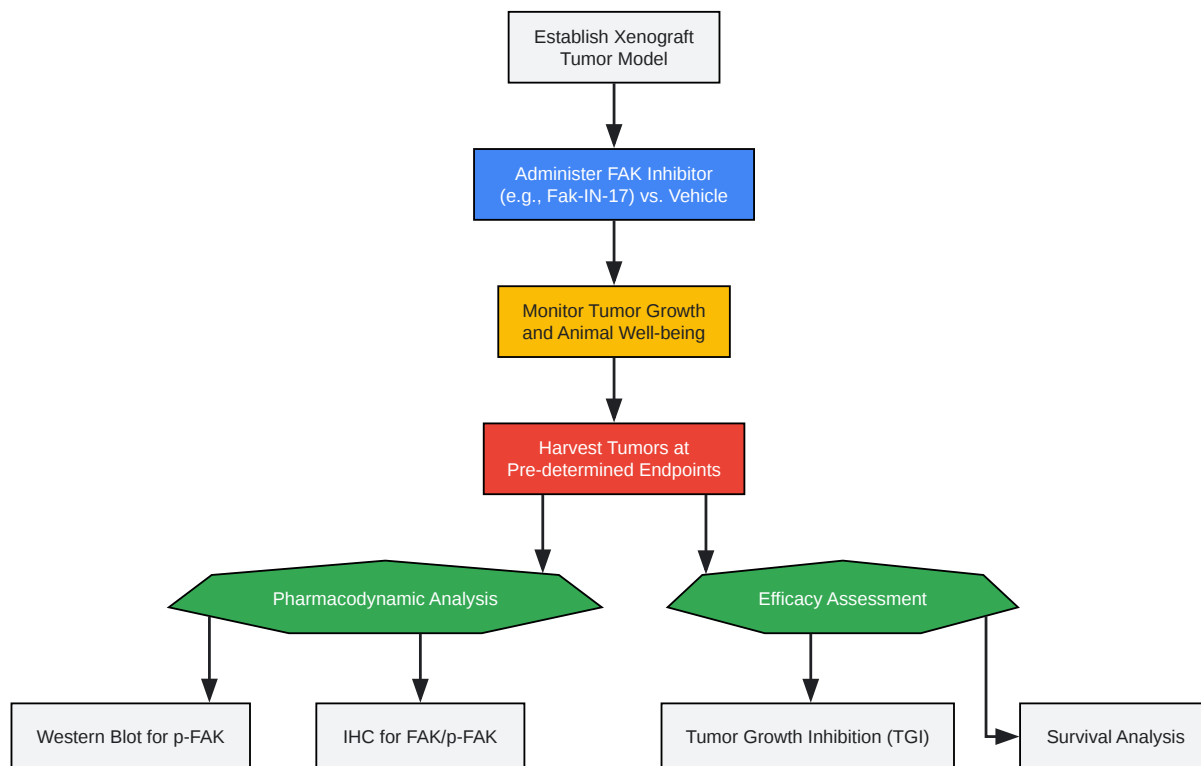 Establish Xenograft
Tumor Model
Administer FAK Inhibitor
(e.g., Fak-IN-17) vs. Vehicle
Monitor Tumor Growth
and Animal Well-being
Harvest Tumors at
Pre-determined Endpoints
Pharmacodynamic Analysis
Efficacy Assessment
Western Blot for p-FAK
IHC for FAK/p-FAK
Tumor Growth Inhibition (TGI)
Survival Analysis